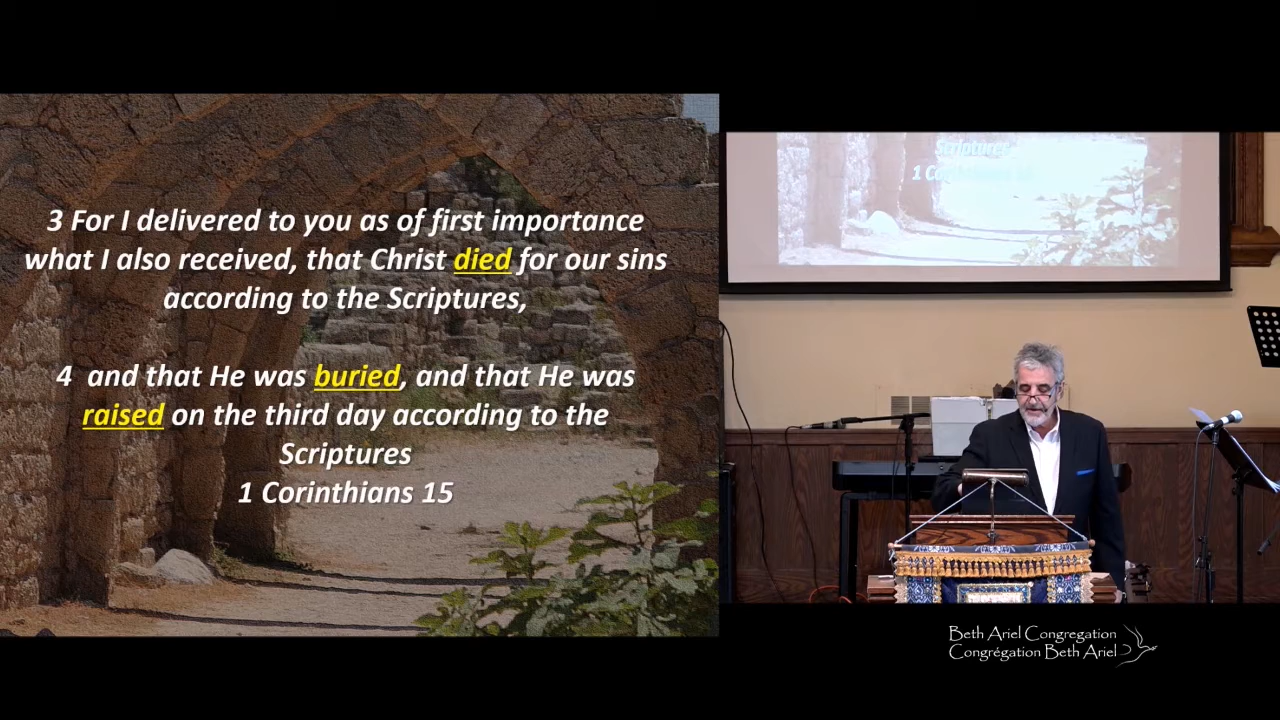 3 For I delivered to you as of first importance
what I also received, that Christ died for our sins
according to the Scriptures,
4 and that He was buried, and that He was
raised on the third day according to the
Scriptures
1 Corinthians 15
Scriptures
Beth Ariel Congregation
Congrégation Beth Ariel